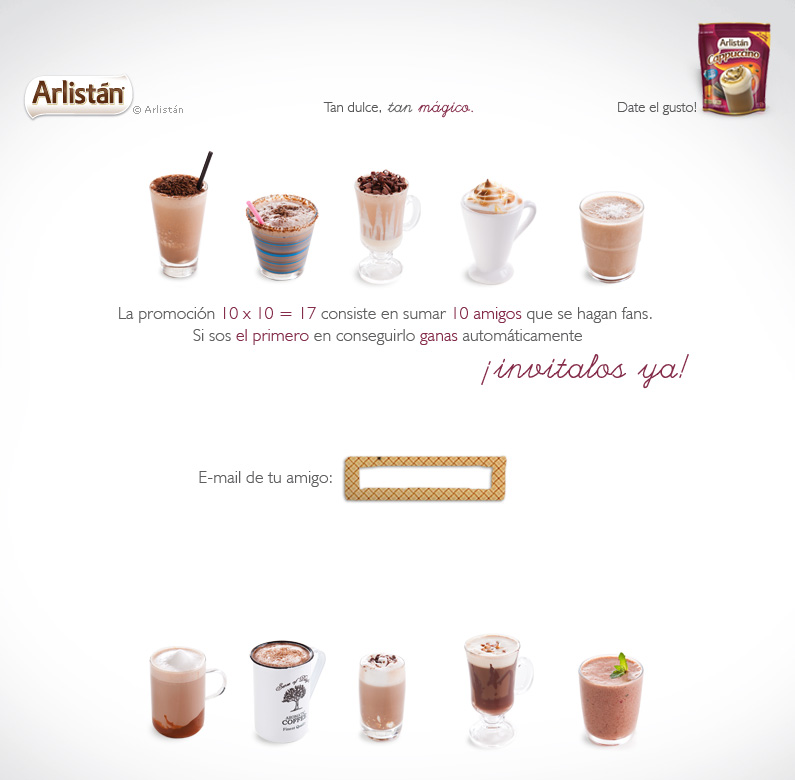 Arlistán
Cappuccino
Arlistán
© Arlistán
Tan dulce, tan mágico.
Date el gusto!
La promoción 10 x 10 = 17 consiste en sumar 10 amigos que se hagan fans.
Si sos el primero en conseguirlo ganas automáticamente
¡invitalos ya!
E-mail de tu amigo:
COFFEE